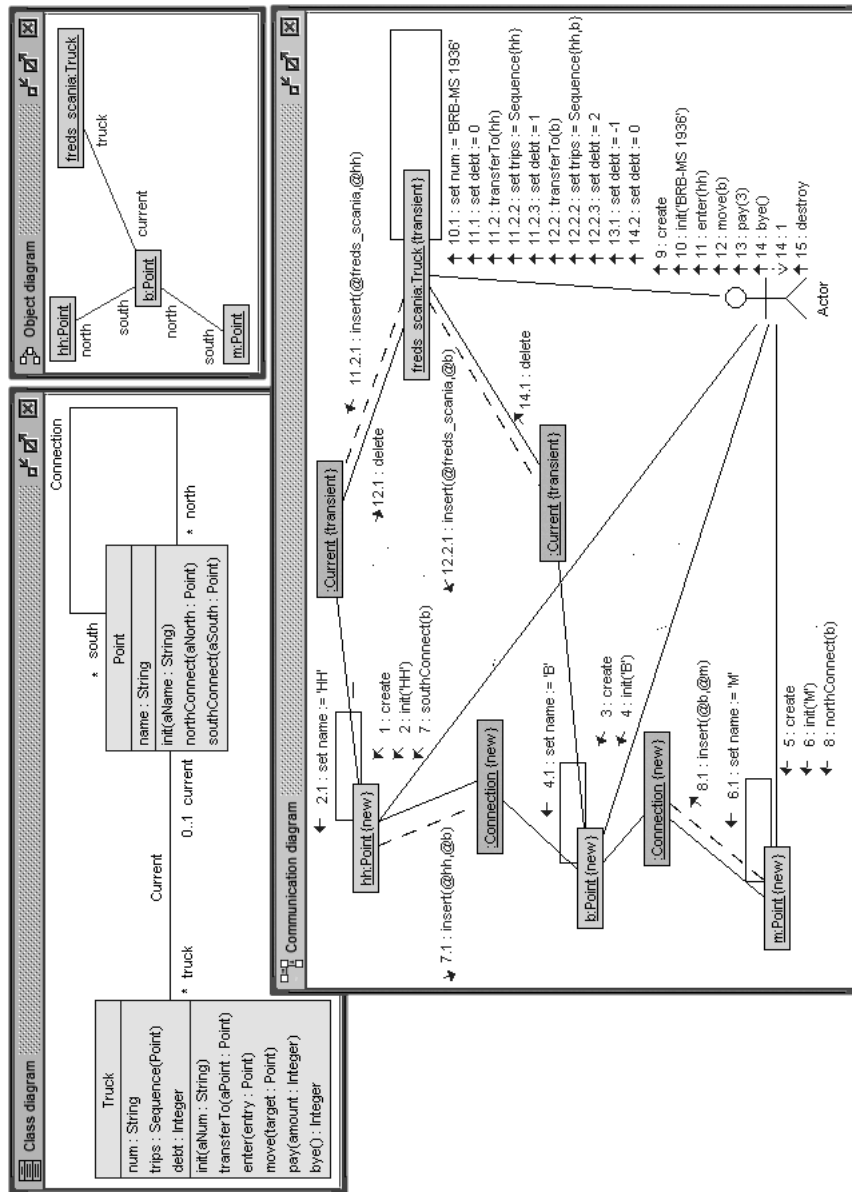 Class diagram
Truck
num : String
trips : Sequence(Point)
debt : Integer
init(aNum : String)
transferTo(aPoint : Point)
enter(entry : Point)
move(target : Point)
pay(amount : Integer)
bye() : Integer
* truck
Current
0..1 current
Point
name : String
init(aName : String)
northConnect(aNorth : Point)
southConnect(aSouth : Point)
* south
* north
Connection
Object diagram
hh:Point
north
south
b:Point
north
south
m:Point
current
truck
freds_scania:Truck
Communication diagram
7.1 : insert(@hh,@b)
2.1 : set name := 'HH'
hh:Point {new}
1 : create
2 : init('HH')
7 : southConnect(b)
:Connection {new}
4.1 : set name := 'B'
b:Point {new}
3 : create
4 : init('B')
:Connection {new}
8.1 : insert(@b,@m)
6.1 : set name := 'M'
m:Point {new}
5 : create
6 : init('M')
8 : northConnect(b)
:Current {transient}
11.2.1 : insert(@freds_scania,@hh)
12.1 : delete
12.2.1 : insert(@freds_scania,@b)
:Current {transient}
14.1 : delete
freds_scania:Truck {transient}
10.1 : set num := 'BRB-MS 1936'
11.1 : set debt := 0
11.2 : transferTo(hh)
11.2.2 : set trips := Sequence{hh}
11.2.3 : set debt := 1
12.2 : transferTo(b)
12.2.2 : set trips := Sequence{hh,b}
12.2.3 : set debt := 2
13.1 : set debt := -1
14.2 : set debt := 0
9 : create
10 : init('BRB-MS 1936')
11 : enter(hh)
12 : move(b)
13 : pay(3)
14 : bye()
14 : 1
15 : destroy
Actor